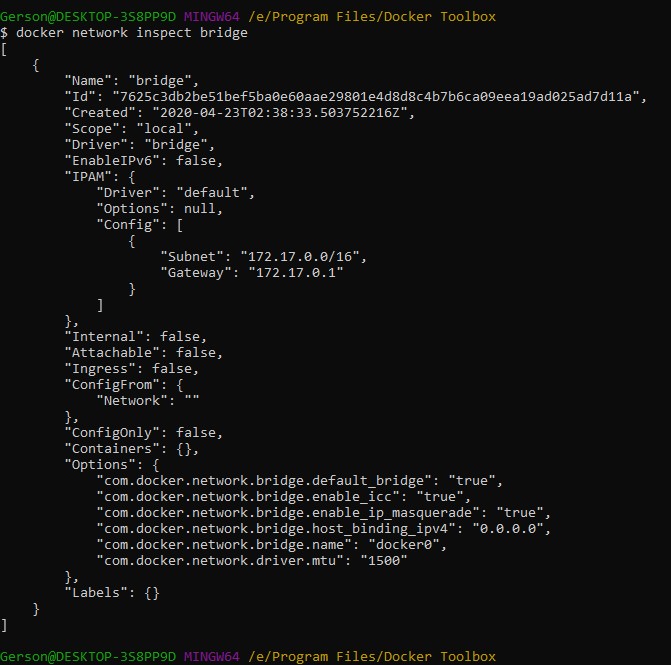 Gerson@DESKTOP-3S8PP9D MINGW64 /e/Program Files/Docker Toolbox
$ docker network inspect bridge
[
    {
        "Name": "bridge",
        "Id": "7625c3db2be51bef5ba0e60aae29801e4d8d8c4b7b6ca09eea19ad025ad7d11a",
        "Created": "2020-04-23T02:38:33.503752216Z",
        "Scope": "local",
        "Driver": "bridge",
        "EnableIPv6": false,
        "IPAM": {
            "Driver": "default",
            "Options": null,
            "Config": [
                {
                    "Subnet": "172.17.0.0/16",
                    "Gateway": "172.17.0.1"
                }
            ]
        },
        "Internal": false,
        "Attachable": false,
        "Ingress": false,
        "ConfigFrom": {
            "Network": ""
        },
        "ConfigOnly": false,
        "Containers": {},
        "Options": {
            "com.docker.network.bridge.default_bridge": "true",
            "com.docker.network.bridge.enable_icc": "true",
            "com.docker.network.bridge.enable_ip_masquerade": "true",
            "com.docker.network.bridge.host_binding_ipv4": "0.0.0.0",
            "com.docker.network.bridge.name": "docker0",
            "com.docker.network.driver.mtu": "1500"
        },
        "Labels": {}
    }
]
Gerson@DESKTOP-3S8PP9D MINGW64 /e/Program Files/Docker Toolbox